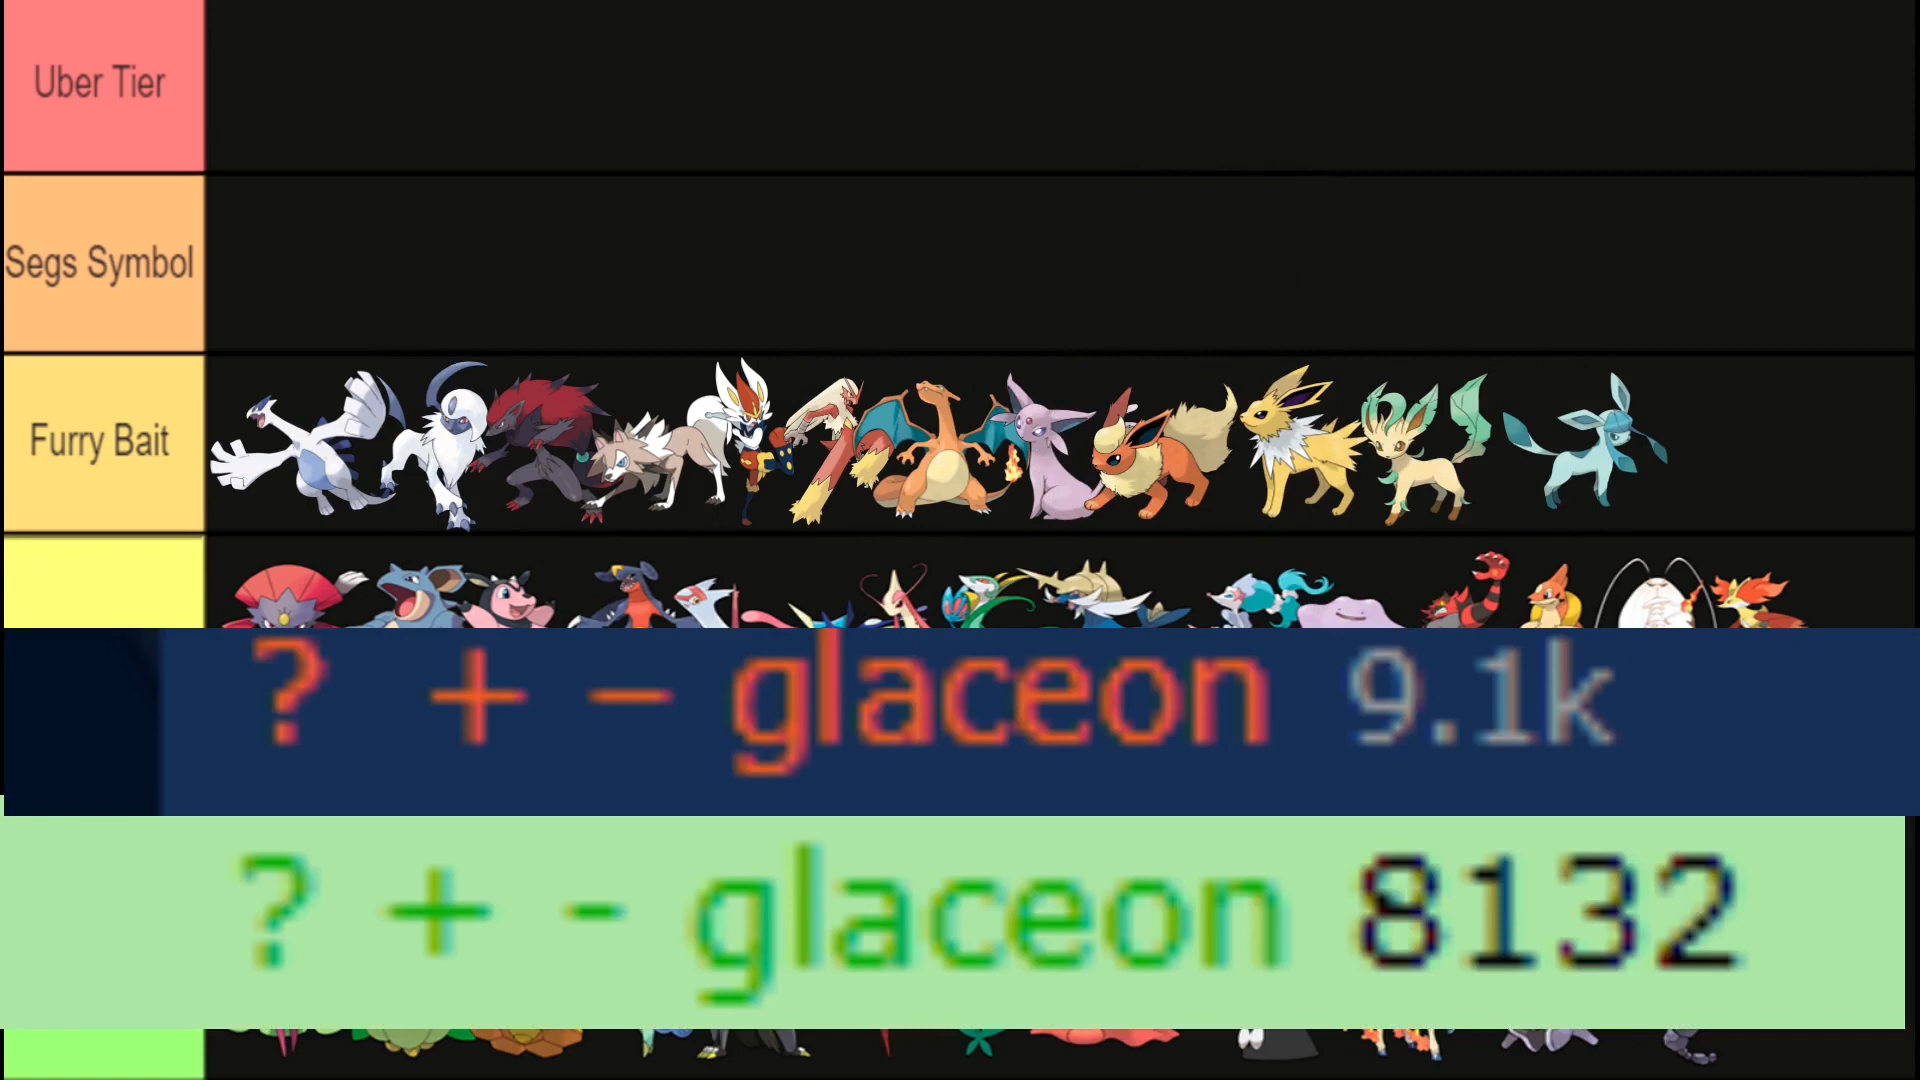 Uber Tier
Segs Symbol
Furry Bait
? + - glaceon 9.1k
? + - glaceon 8132